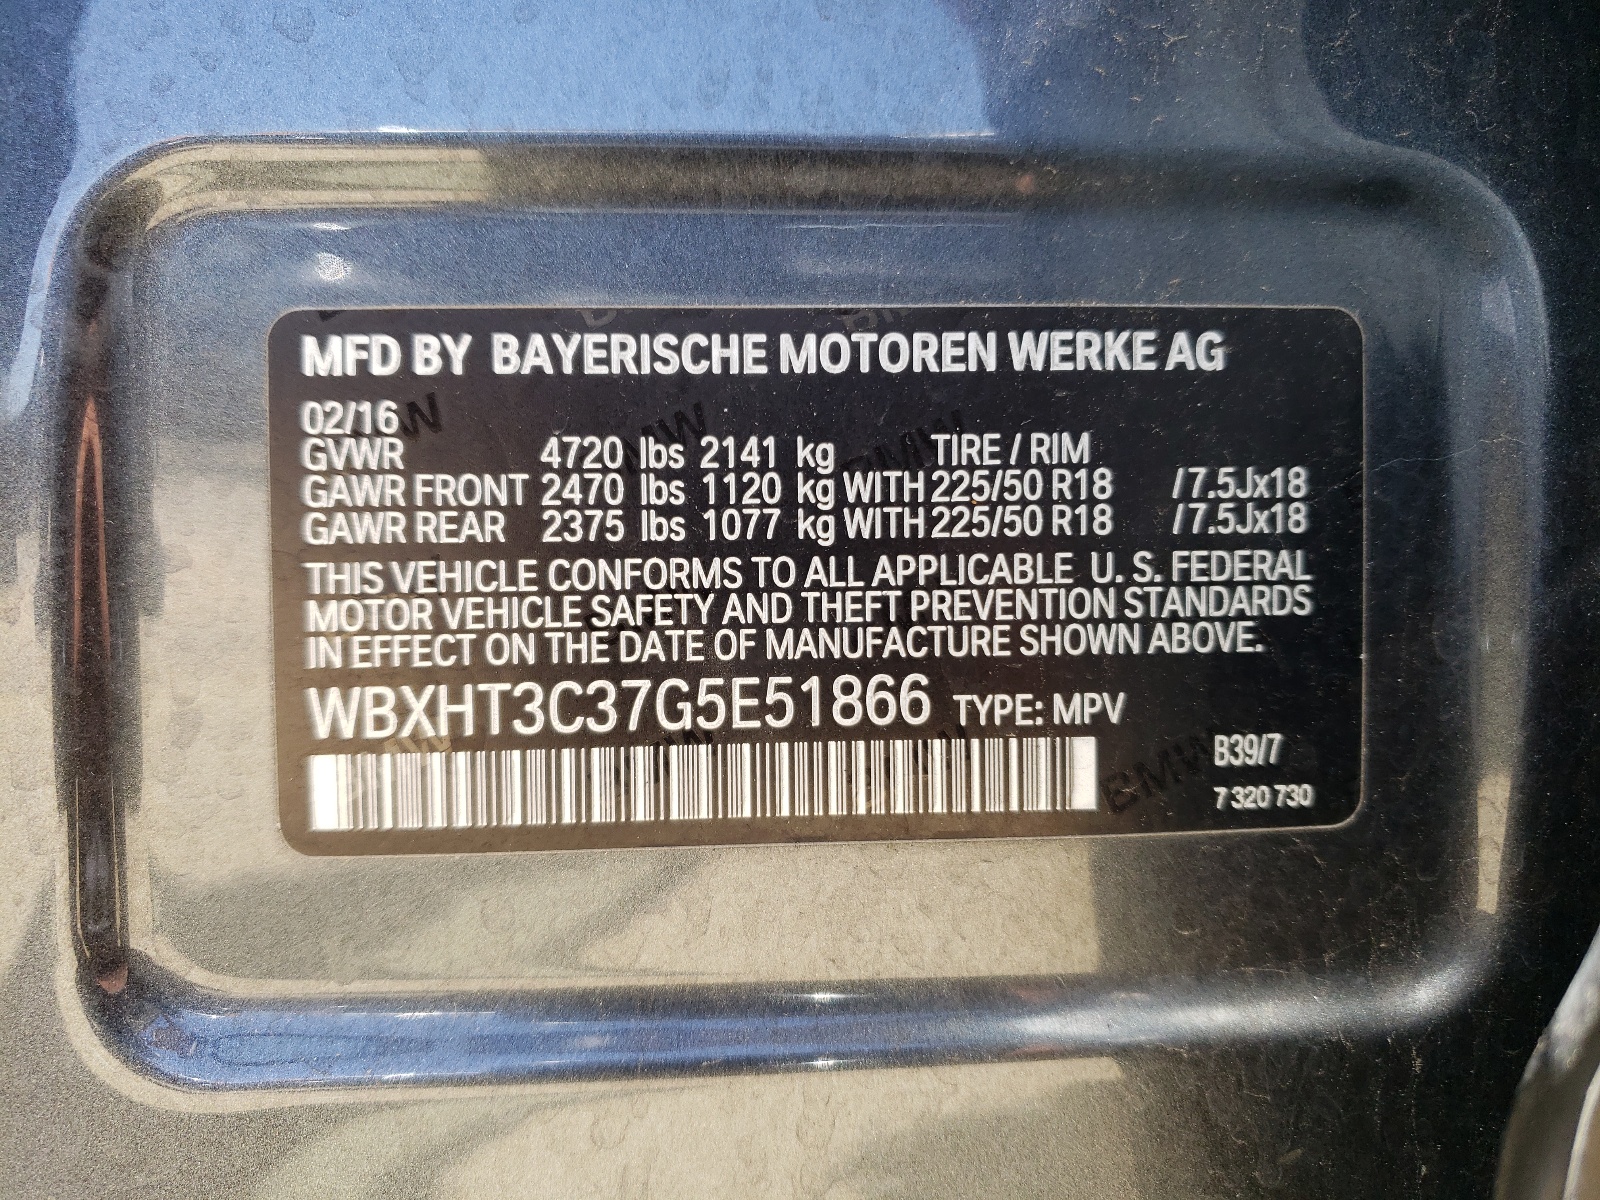 MFD BY BAYERISCHE MOTOREN WERKE AG
02/16
GVWR 4720 lbs 2141 kg TIRE / RIM
GAWR FRONT 2470 lbs 1120 kg WITH 225/50 R18 /7.5Jx18
GAWR REAR 2375 lbs 1077 kg WITH 225/50 R18 /7.5Jx18
THIS VEHICLE CONFORMS TO ALL APPLICABLE U. S. FEDERAL
MOTOR VEHICLE SAFETY AND THEFT PREVENTION STANDARDS
IN EFFECT ON THE DATE OF MANUFACTURE SHOWN ABOVE.
WBXHT3C37G5E51866 TYPE: MPV
B39/7
7 320 730